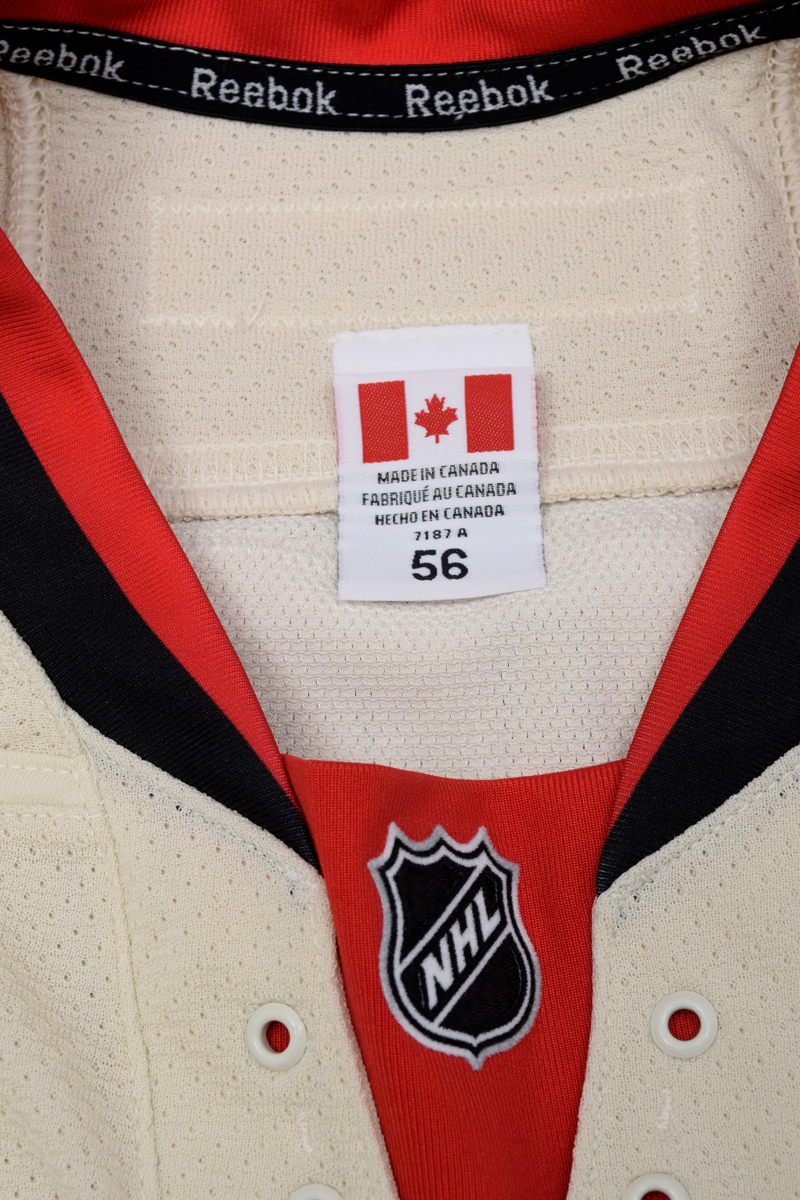 Reebok Reebok Reebok Reebok
MADE IN CANADA
FABRIQUÉ AU CANADA
HECHO EN CANADA
7187 A
56
NHL